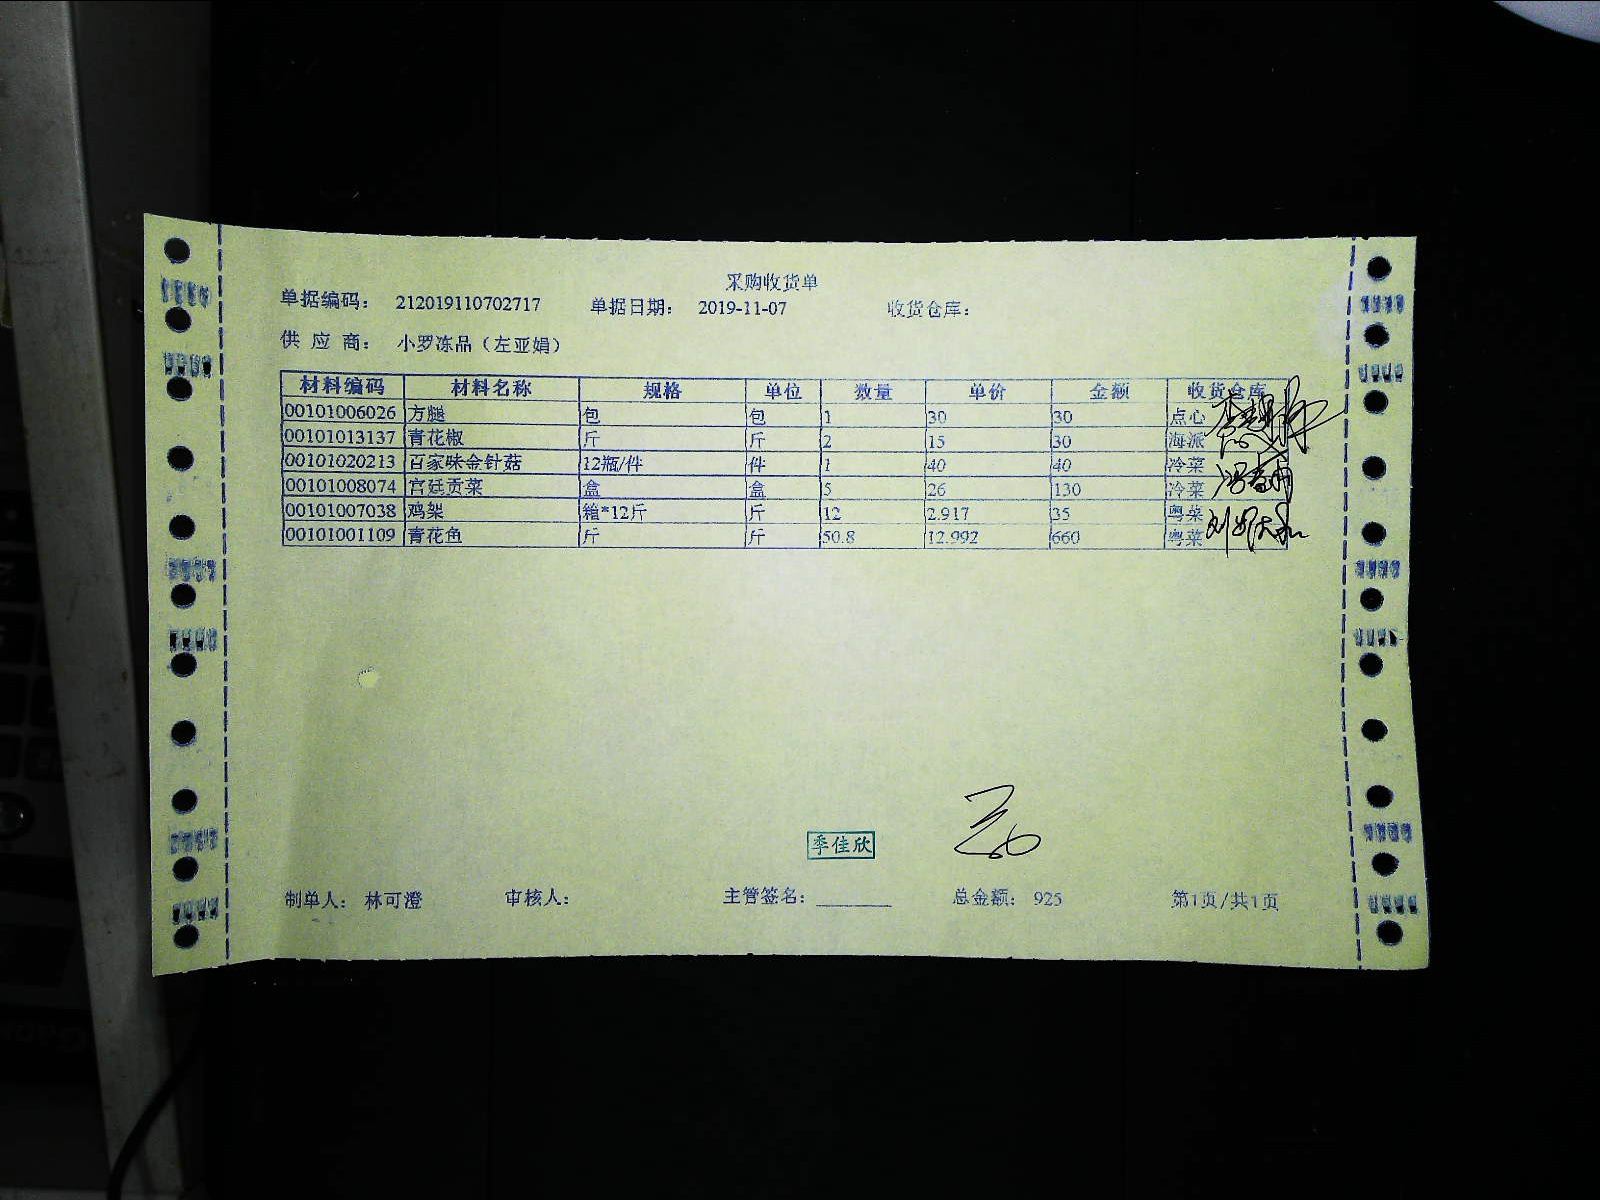 采购收货单
单据编码： 212019110702717 单据日期： 2019-11-07 收货仓库：
供 应 商： 小罗冻品（左亚娟）
材料编码 材料名称 规格 单位 数量 单价 金额 收货仓库
00101006026 方腿 包 包 1 30 30 点心
00101013137 青花椒 斤 斤 2 15 30 海派
00101020213 百家味金针菇 12瓶/件 件 1 40 40 冷菜
00101008074 宫廷贡菜 盒 盒 5 26 130 冷菜
00101007038 鸡架 箱*12斤 斤 12 2.917 35 粤菜
00101001109 青花鱼 斤 斤 50.8 12.992 660 粤菜
季佳欣
制单人： 林可澄 审核人： 主管签名： 总金额： 925 第1页/共1页